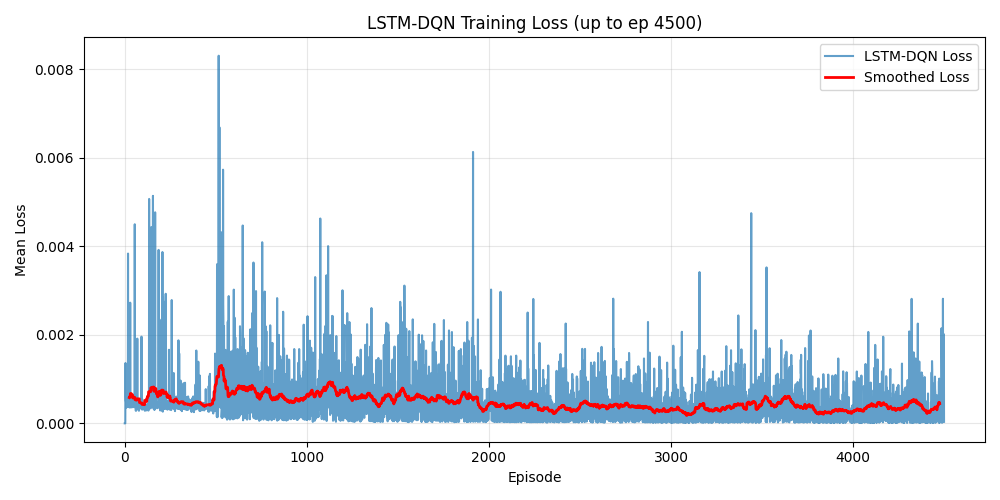 LSTM-DQN Training Loss (up to ep 4500)
LSTM-DQN Loss
Smoothed Loss
Mean Loss
0.008
0.006
0.004
0.002
0.000
0
1000
2000
3000
4000
Episode